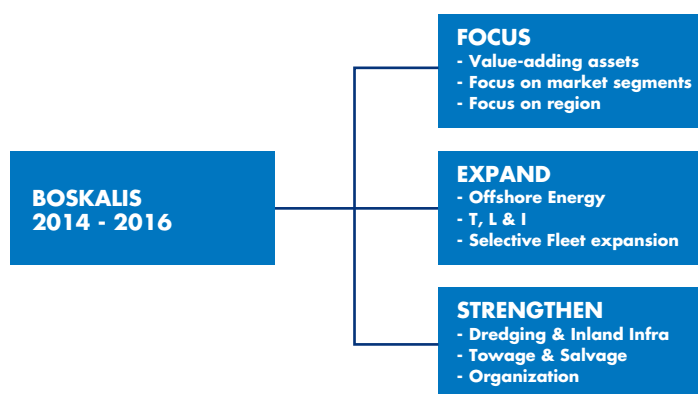 BOSKALIS
2014 - 2016
FOCUS
- Value-adding assets
- Focus on market segments
- Focus on region
EXPAND
- Offshore Energy
- T, L & I
- Selective Fleet expansion
STRENGTHEN
- Dredging & Inland Infra
- Towage & Salvage
- Organization